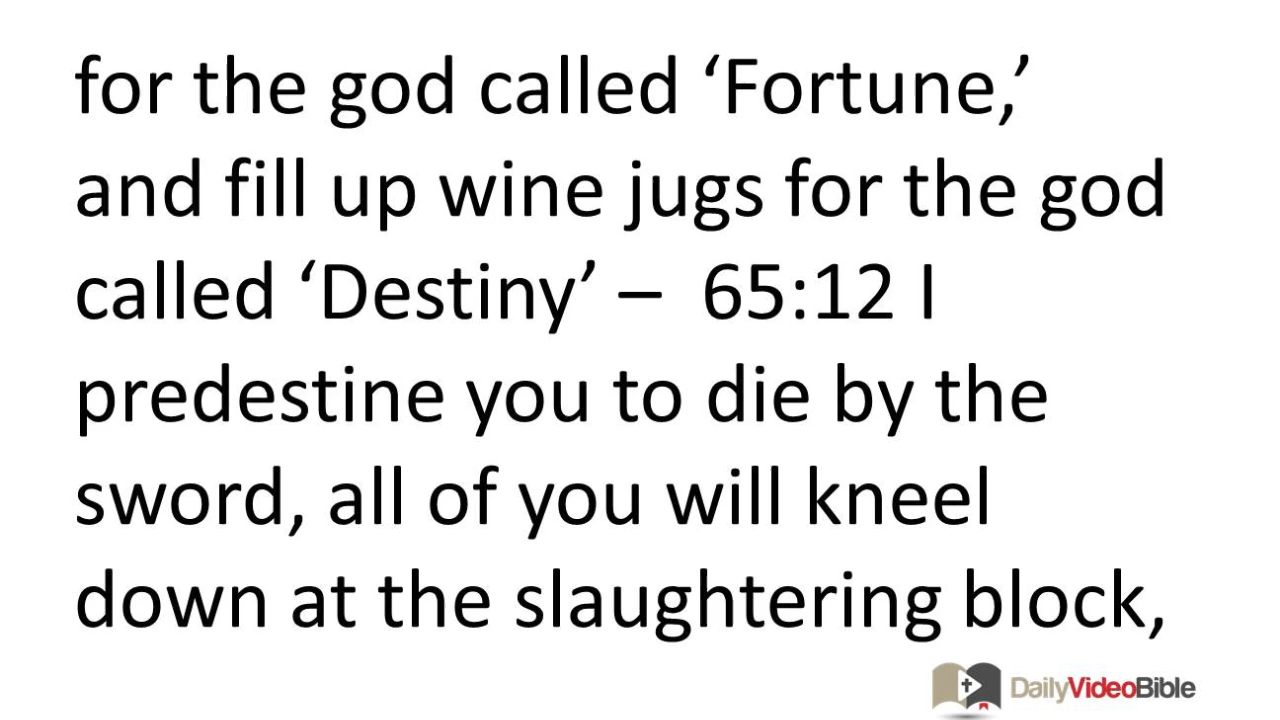 for the god called ‘Fortune,’
and fill up wine jugs for the god
called ‘Destiny’ –  65:12 I
predestine you to die by the
sword, all of you will kneel
down at the slaughtering block,
DailyVideoBible